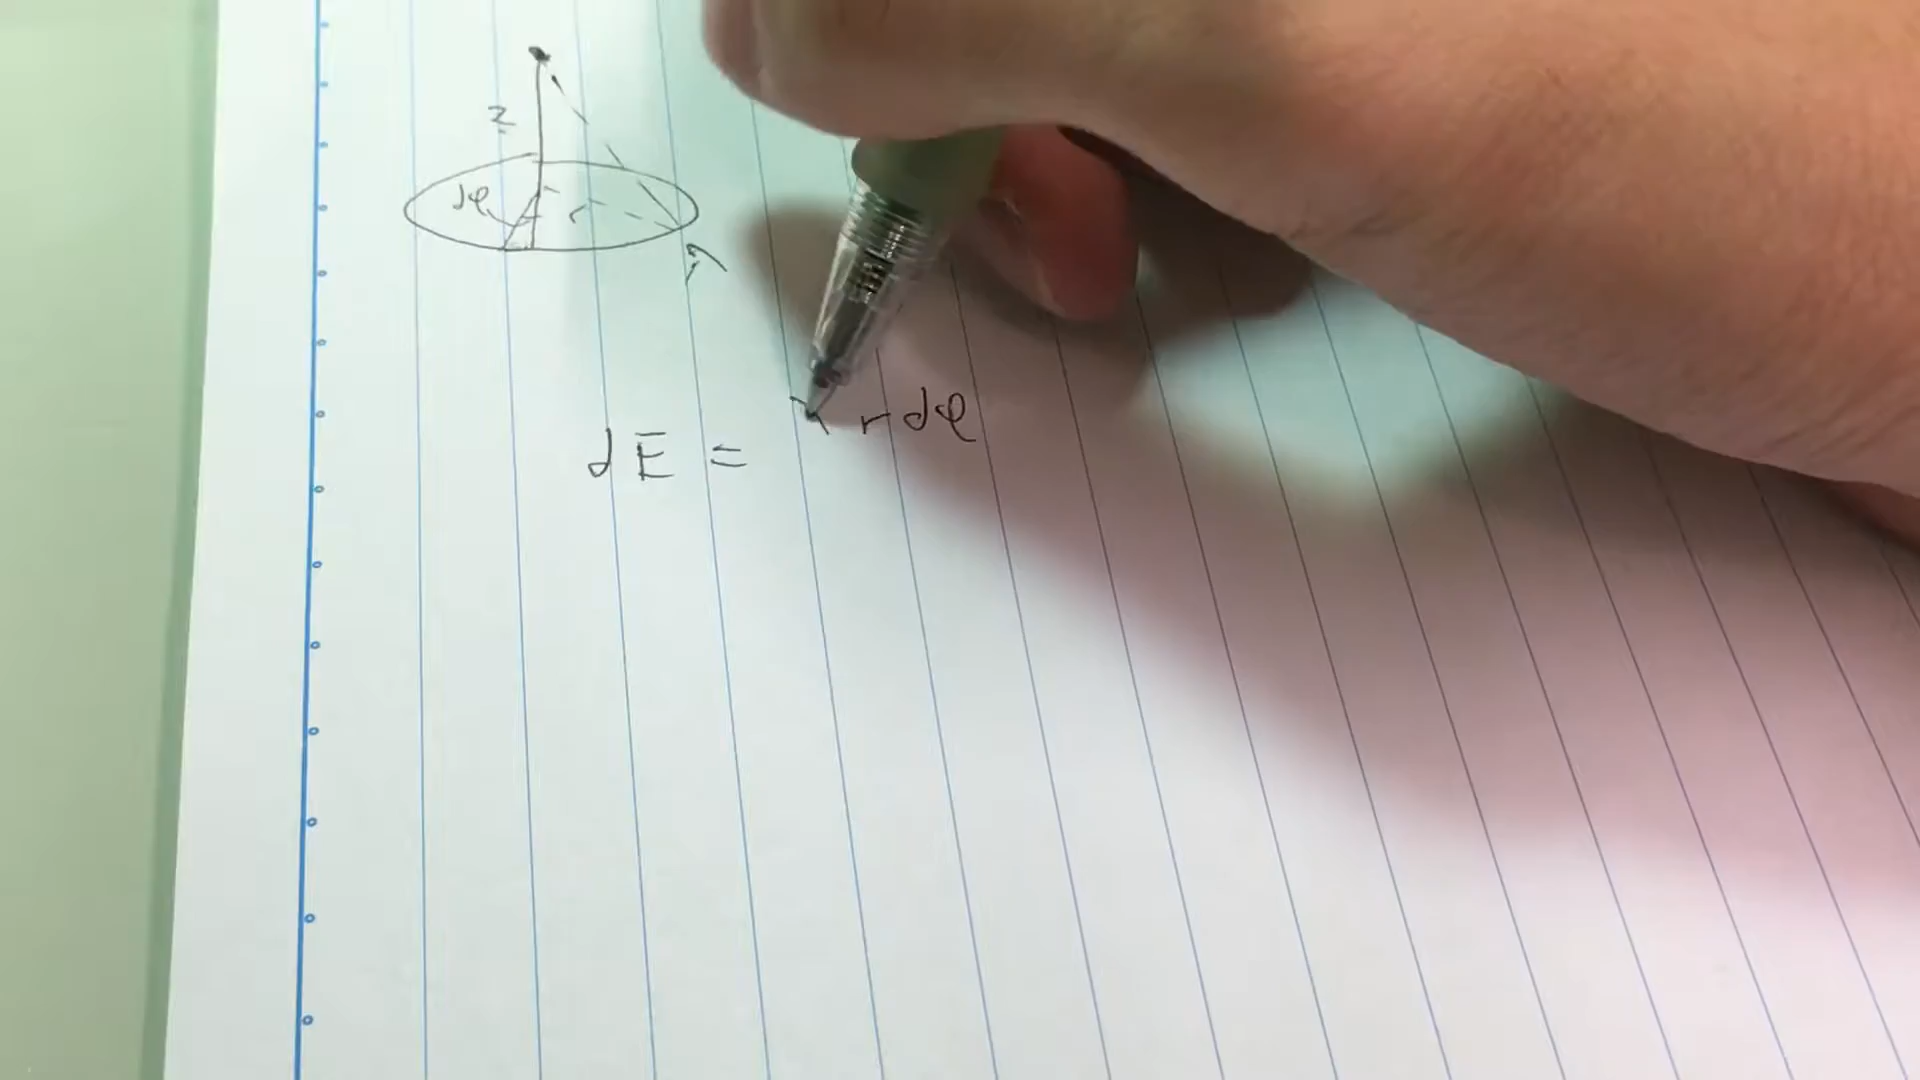 z
dφ r
λ
dE = λ r dφ